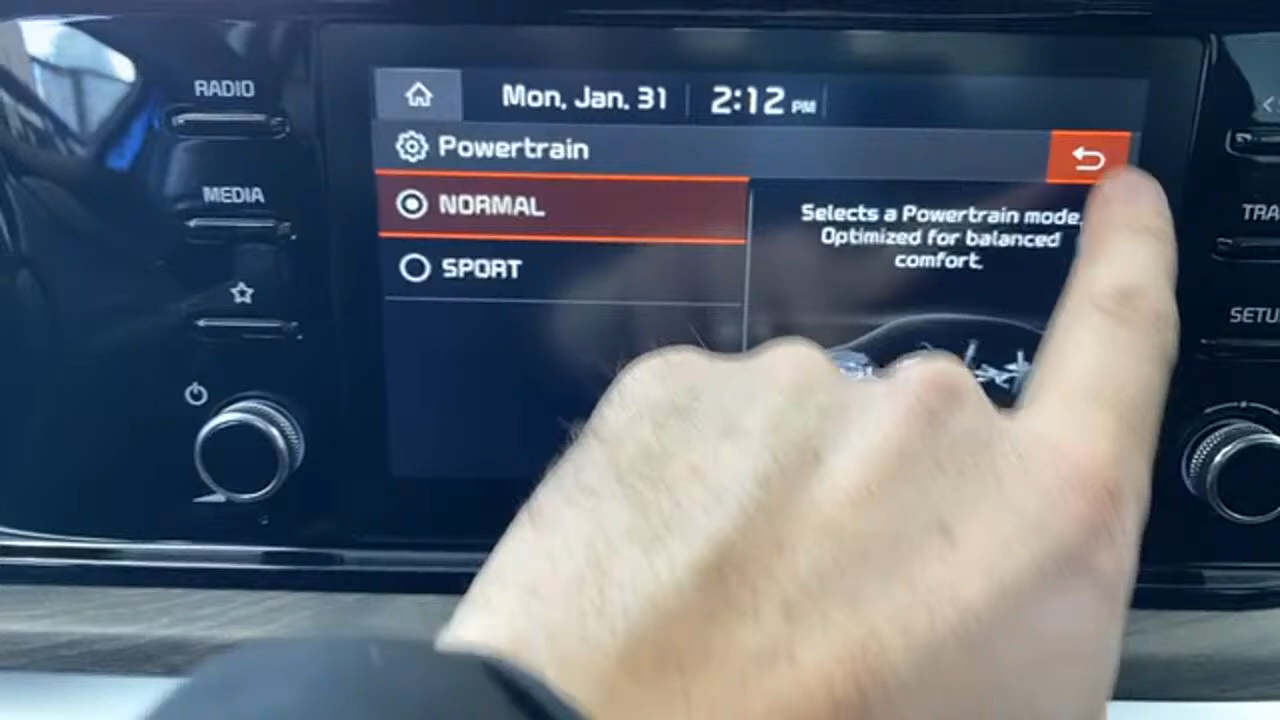 RADIO
MEDIA
Mon, Jan. 31
2:12 PM
Powertrain
NORMAL
SPORT
Selects a Powertrain mode.
Optimized for balanced
comfort.
TRA
SETU